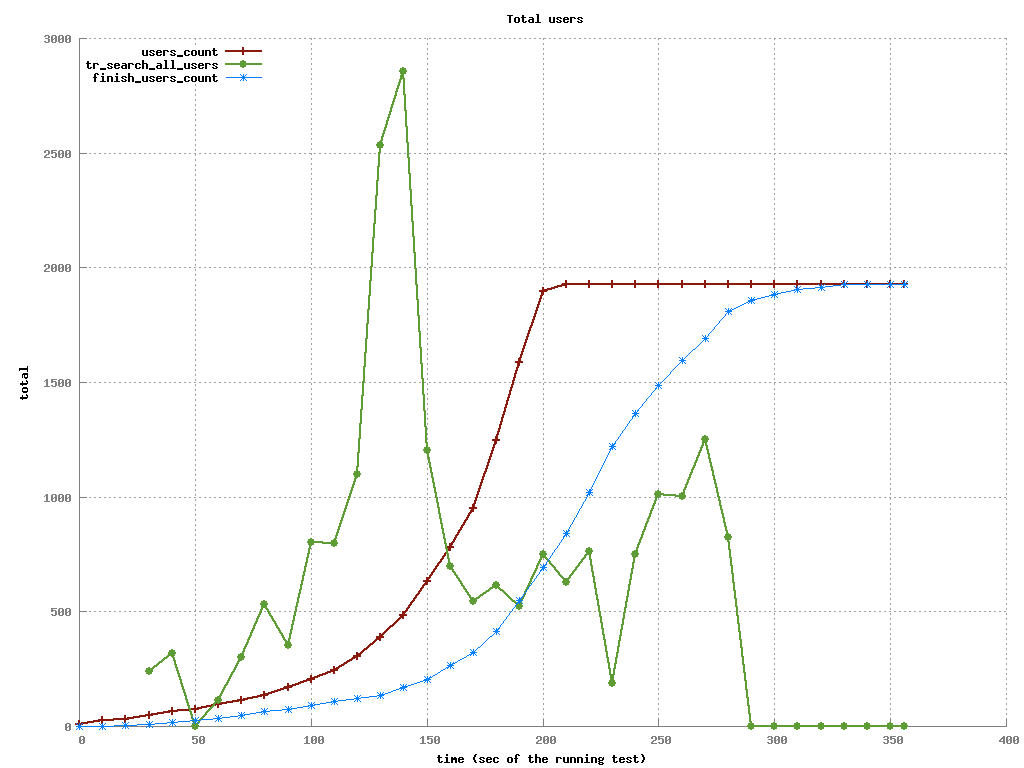 Total users
users_count
tr_search_all_users
finish_users_count
3000
2500
2000
1500
1000
500
0
total
0 50 100 150 200 250 300 350 400
time (sec of the running test)